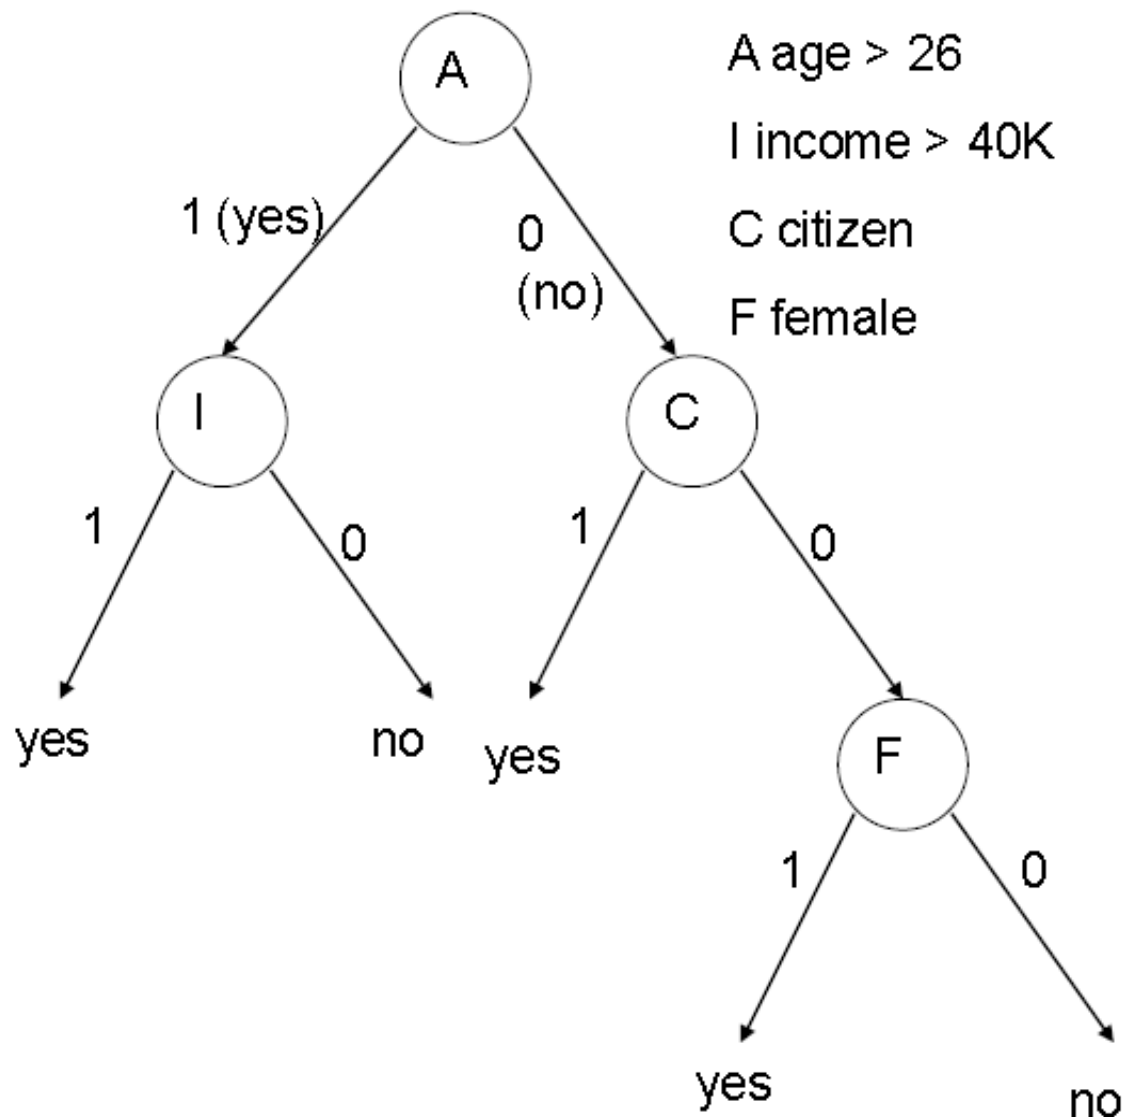 A
A age > 26
I income > 40K
1 (yes)
0
(no)
C citizen
F female
I
C
1
0
1
0
yes
no
yes
F
1
0
yes
no